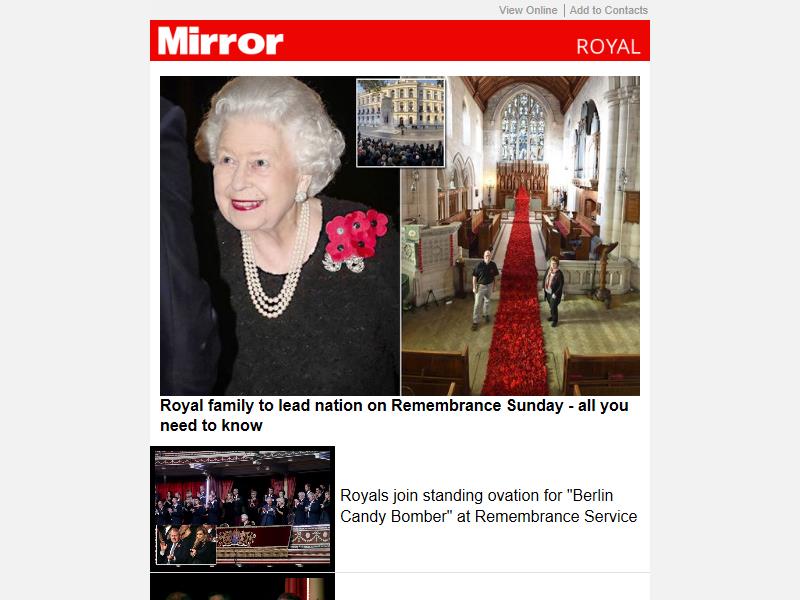 View Online | Add to Contacts
Mirror
ROYAL
Royal family to lead nation on Remembrance Sunday - all you
need to know
Royals join standing ovation for "Berlin
Candy Bomber" at Remembrance Service